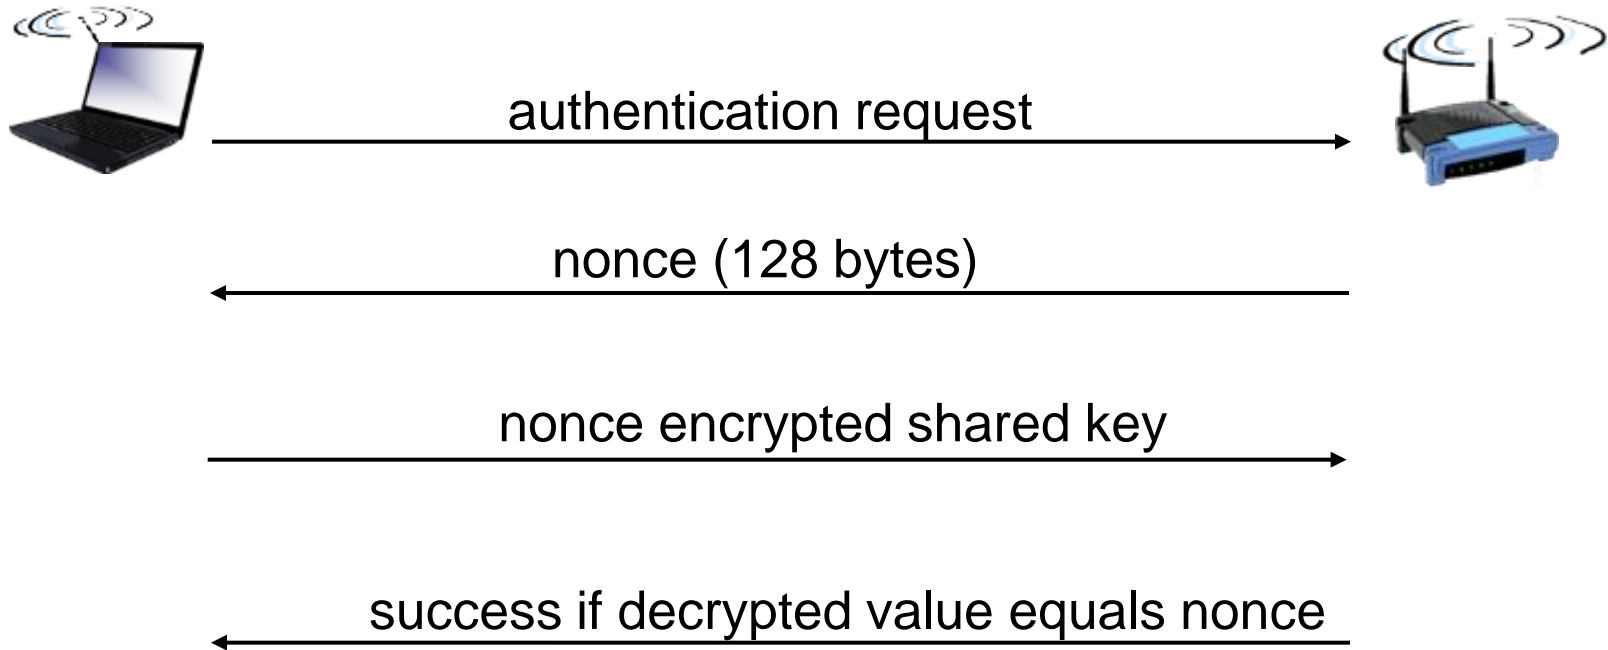 authentication request
nonce (128 bytes)
nonce encrypted shared key
success if decrypted value equals nonce